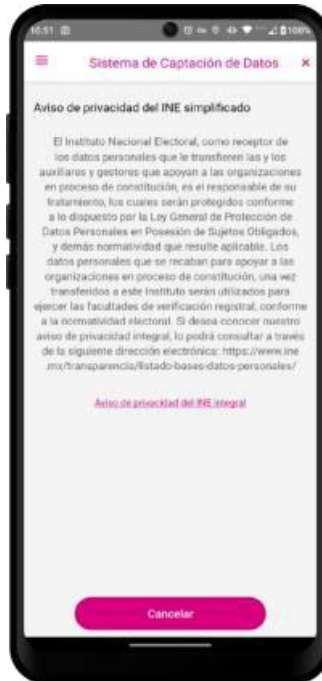 10:51
100%
Sistema de Captación de Datos ×
Aviso de privacidad del INE simplificado
El Instituto Nacional Electoral, como receptor de
los datos personales que le transfieren las y los
auxiliares y gestores que apoyan a las organizaciones
en proceso de constitución, es el responsable de su
tratamiento, los cuales serán protegidos conforme
a lo dispuesto por la Ley General de Protección de
Datos Personales en Posesión de Sujetos Obligados,
y demás normatividad que resulte aplicable. Los
datos personales que se recaban para apoyar a las
organizaciones en proceso de constitución, una vez
transferidos a este Instituto serán utilizados para
ejercer las facultades de verificación registral, conforme
a la normatividad electoral. Si desea conocer nuestro
aviso de privacidad integral, lo podrá consultar a través
de la siguiente dirección electrónica: https://www.ine
.mx/transparencia/listado-bases-datos-personales/
Aviso de privacidad del INE integral
Cancelar